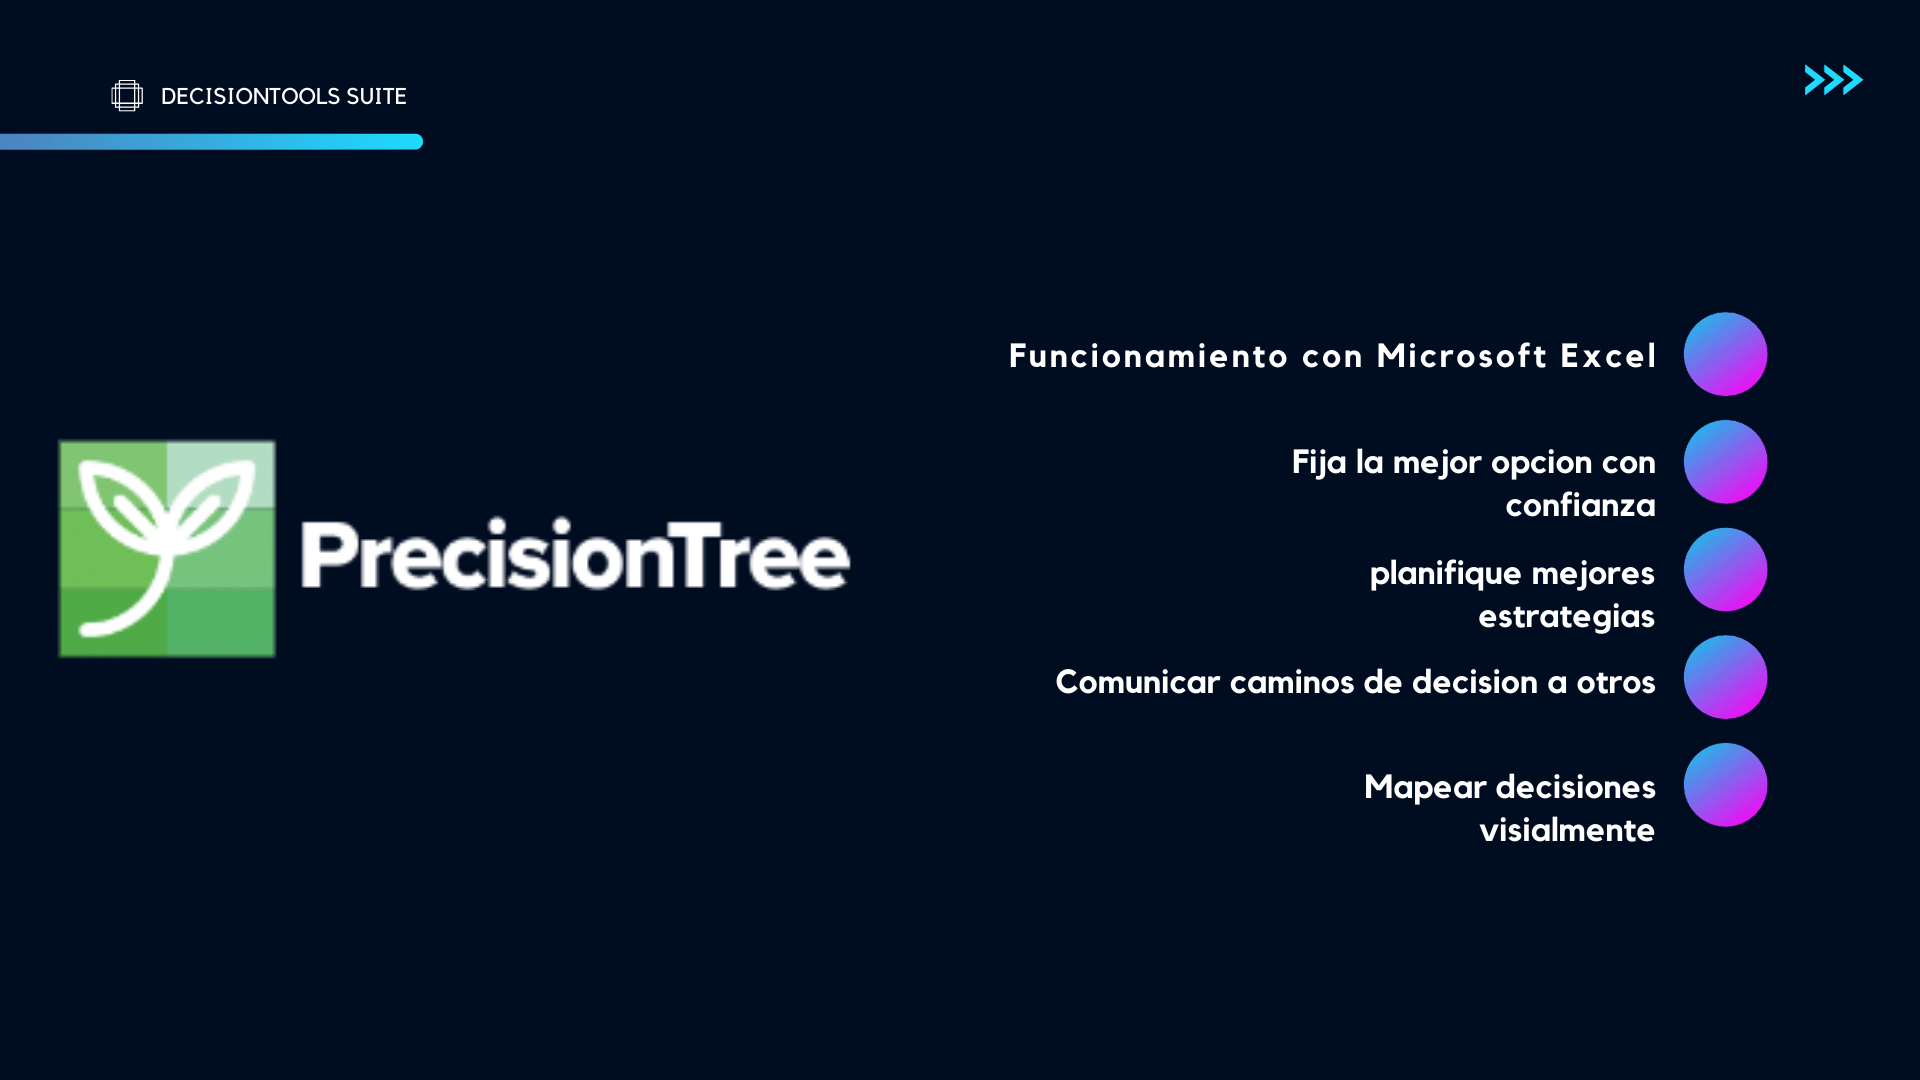 DECISIONTOOLS SUITE
PrecisionTree
Funcionamiento con Microsoft Excel
Fija la mejor opcion con
confianza
planifique mejores
estrategias
Comunicar caminos de decision a otros
Mapear decisiones
visialmente